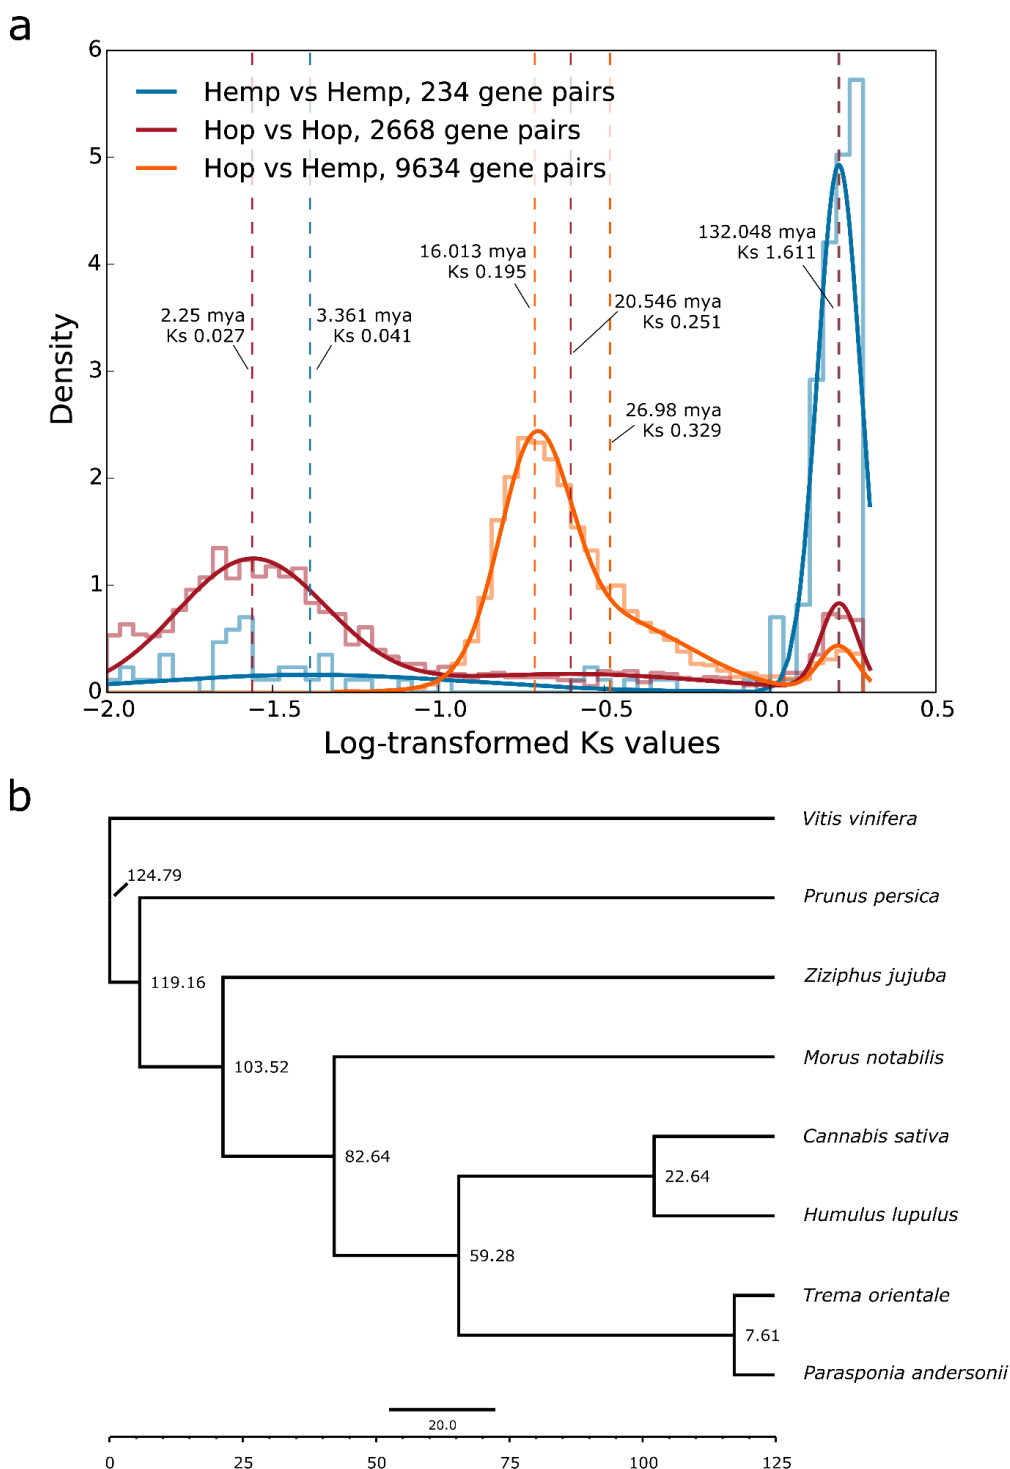 a
6
5
4
3
2
1
0
Density
Hemp vs Hemp, 234 gene pairs
Hop vs Hop, 2668 gene pairs
Hop vs Hemp, 9634 gene pairs
132.048 mya
Ks 1.611
16.013 mya
Ks 0.195
20.546 mya
Ks 0.251
2.25 mya
Ks 0.027
3.361 mya
Ks 0.041
26.98 mya
Ks 0.329
−2.0 −1.5 −1.0 −0.5 0.0 0.5
Log-transformed Ks values
b
Vitis vinifera
124.79
Prunus persica
119.16
Ziziphus jujuba
103.52
Morus notabilis
82.64
Cannabis sativa
22.64
Humulus lupulus
59.28
Trema orientale
7.61
Parasponia andersonii
20.0
0 25 50 75 100 125